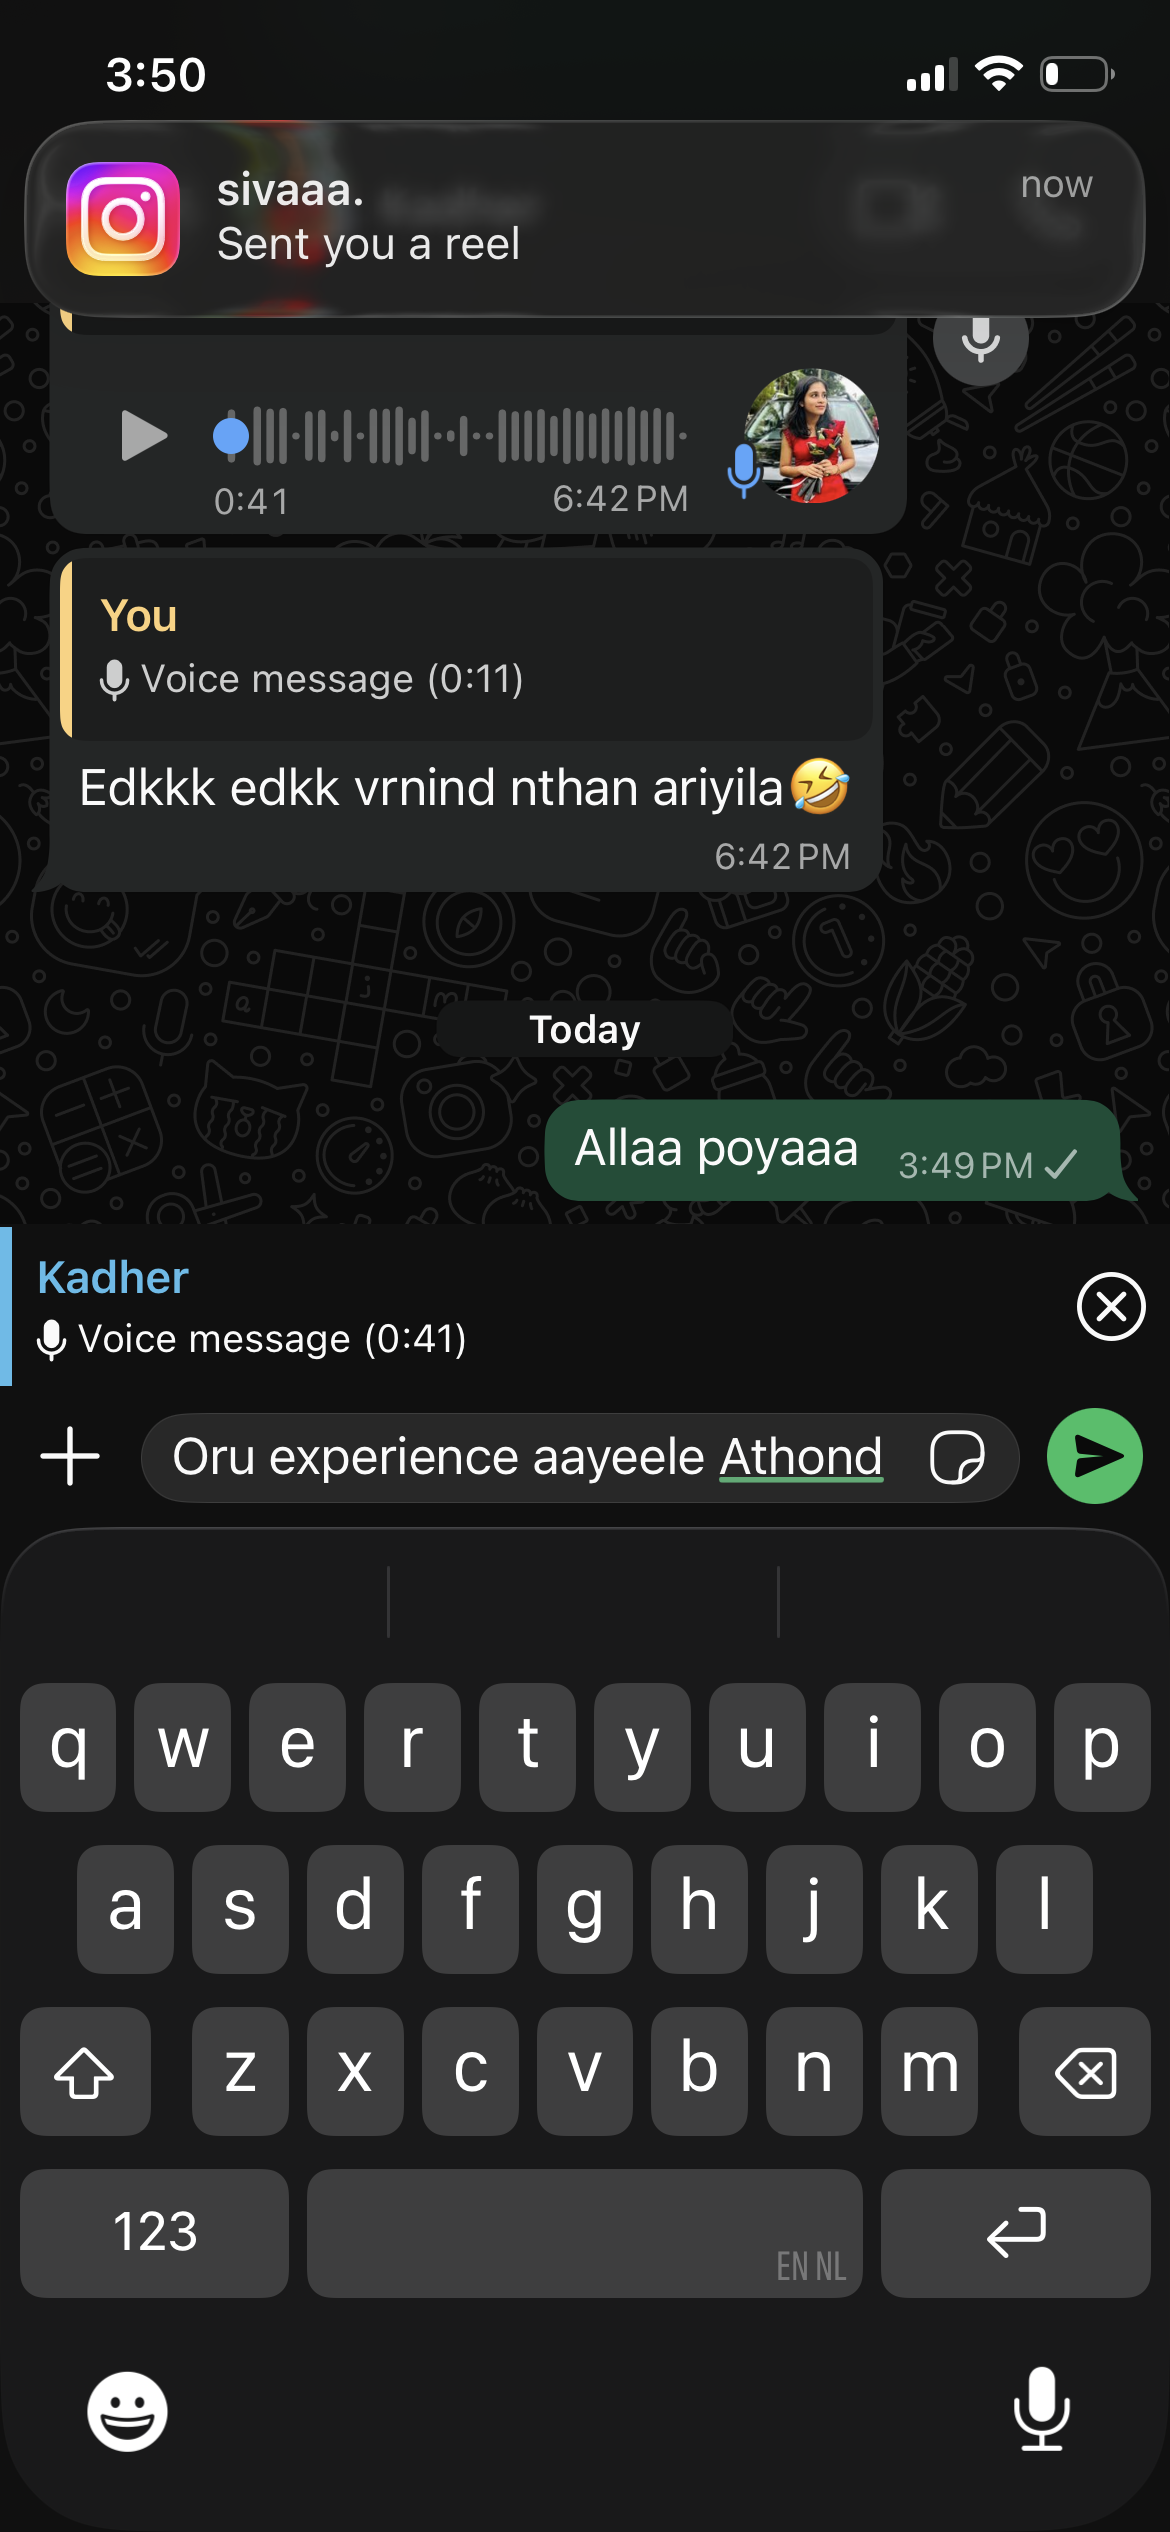 3:50
sivaaa.
now
Sent you a reel
0:41
6:42 PM
You
Voice message (0:11)
Edkkk edkk vrnind nthan ariyila🤣
6:42 PM
Today
Allaa poyaaa
3:49 PM
Kadher
Voice message (0:41)
Oru experience aayeele Athond
q w e r t y u i o p
a s d f g h j k l
z x c v b n m
123
EN NL